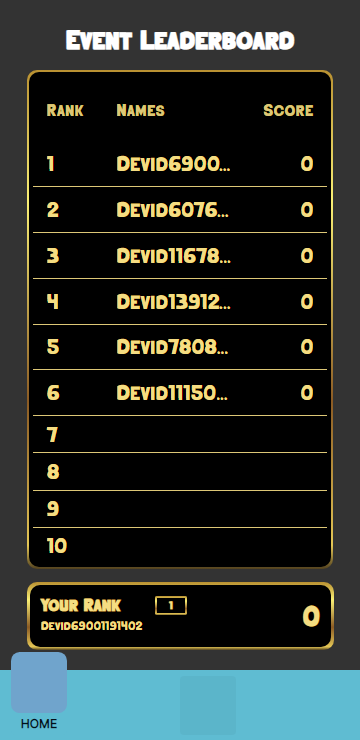 Event Leaderboard
Rank Names Score
1 Devid6900... 0
2 Devid6076... 0
3 Devid11678... 0
4 Devid13912... 0
5 Devid7808... 0
6 Devid11150... 0
7
8
9
10
Your Rank 1 0
Devid69001191402
HOME